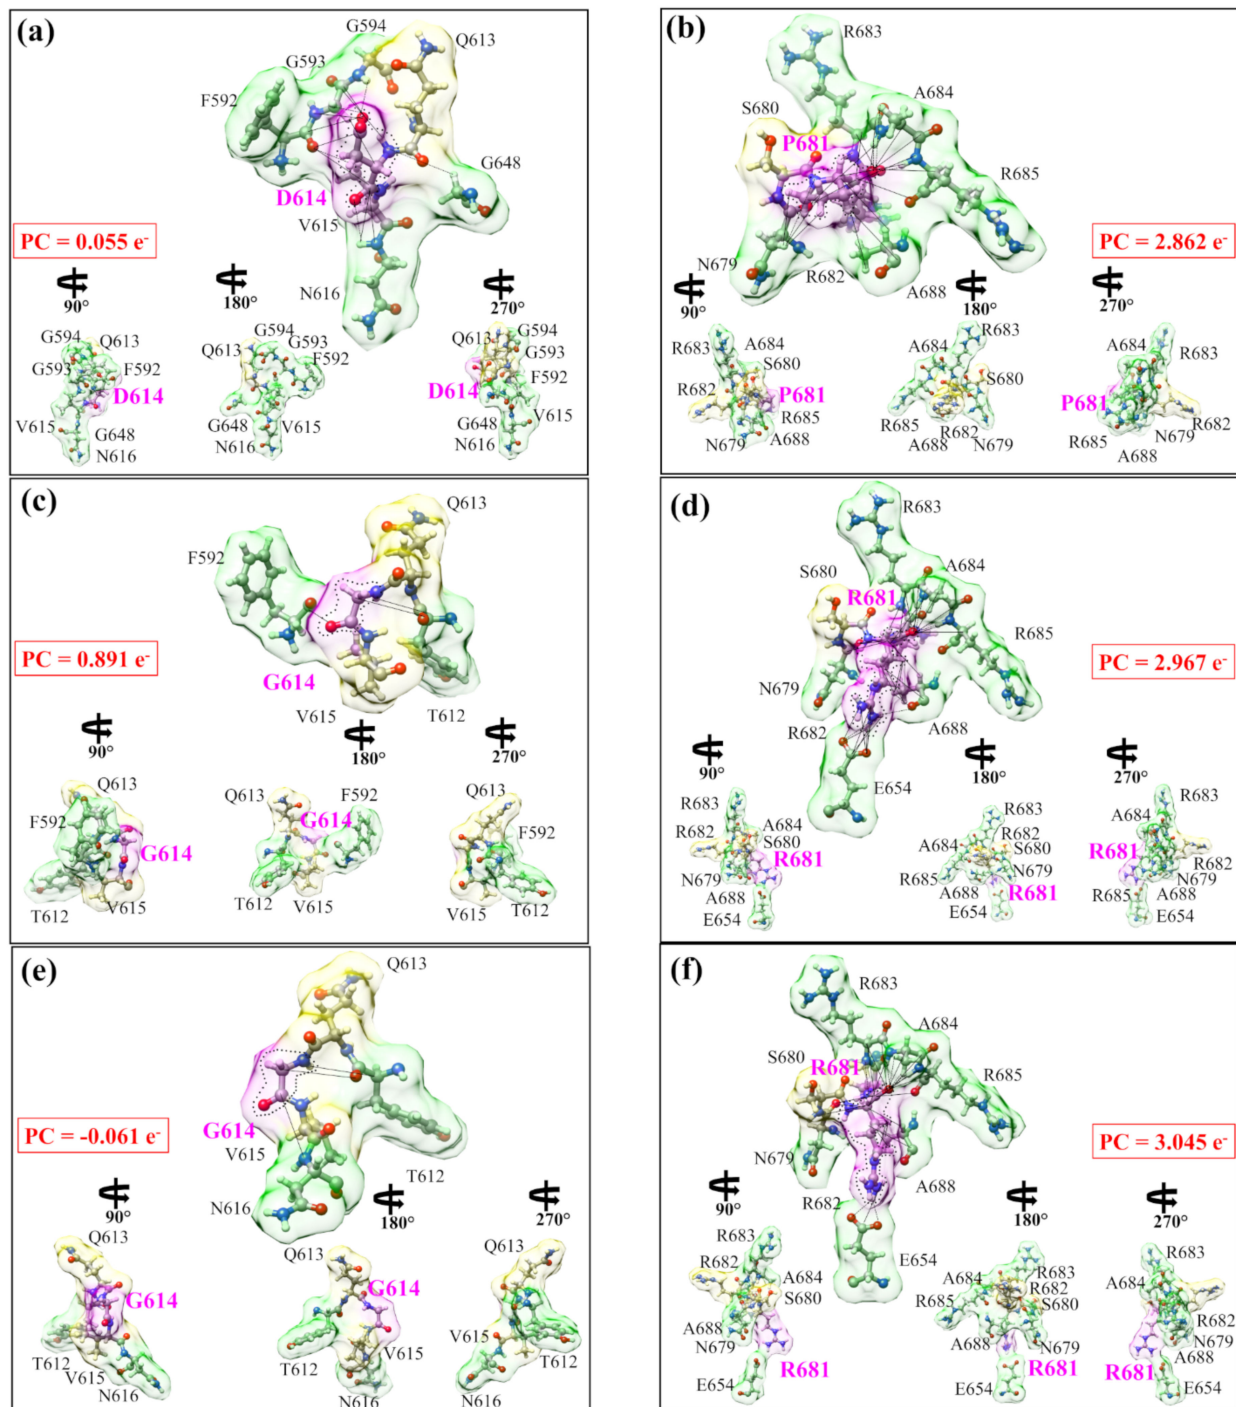 (a)
G594
Q613
G593
F592
G648
D614
V615
PC = 0.055 e-
N616
90°
180°
270°
G594 Q613
G593 F592
D614
V615
G648
N616
G594
Q613 G593
F592
G648 V615
N616
Q613 G594
G593
F592
D614
V615
G648
N616
(b)
R683
A684
S680
P681
R685
PC = 2.862 e-
N679
R682
A688
90°
180°
270°
R683 A684
S680
R682
P681
R685
N679 A688
R683
A684
S680
R685 R682
A688 N679
A684
R683
P681
R682
N679
R685
A688
(c)
Q613
F592
PC = 0.891 e-
G614
V615
T612
90°
180°
270°
Q613
F592
G614
T612 V615
Q613 F592
G614
T612 V615
Q613
F592
V615 T612
(d)
R683
A684
S680
R681
R685
PC = 2.967 e-
N679
R682
A688
E654
90°
180°
270°
R683
A684
R682
S680
R681
N679
A688
E654
R683
R682
A684 S680
N679
R685
A688 R681
E654
R683
A684
R681
R682
N679
R685
A688
E654
(e)
Q613
G614
V615
PC = -0.061 e-
T612
N616
90°
180°
270°
Q613
G614
T612
V615
N616
Q613
G614
V615
T612
N616
Q613
V615
T612
N616
(f)
R683
A684
S680
R681
R685
PC = 3.045 e-
N679
R682
A688
E654
90°
180°
270°
R683
R682
A684
S680
A688
N679
R681
E654
A684 R683
R682
R685 S680
A688 N679
R681
E654
R683
A684
R682
N679
R681 A688
E654